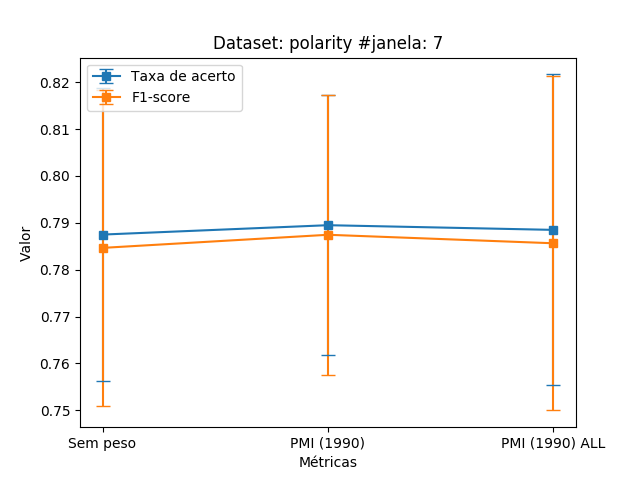 Dataset: polarity #janela: 7
Taxa de acerto
F1-score
Valor
0.82
0.81
0.80
0.79
0.78
0.77
0.76
0.75
Sem peso
PMI (1990)
PMI (1990) ALL
Métricas